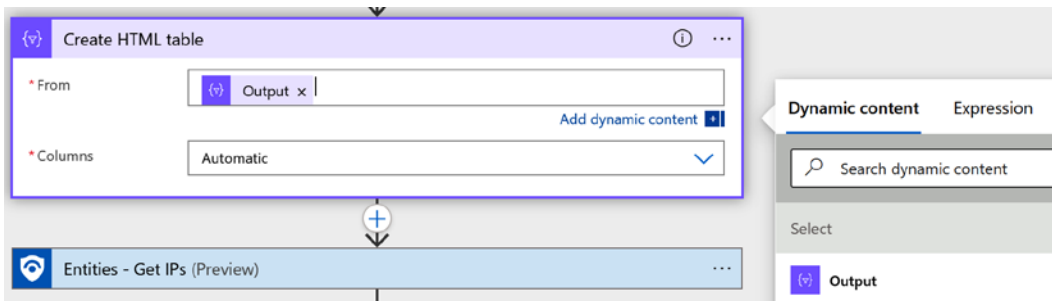 Create HTML table
* From
Output ×
Add dynamic content
* Columns
Automatic
Entities - Get IPs (Preview)
Dynamic content Expression
Search dynamic content
Select
Output